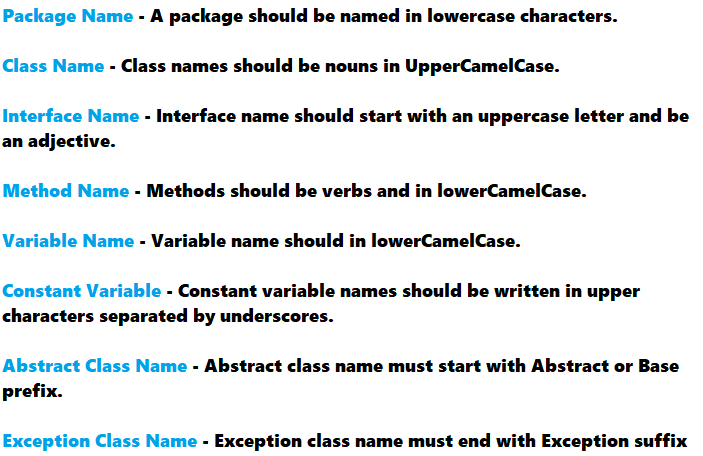 Package Name - A package should be named in lowercase characters.
Class Name - Class names should be nouns in UpperCamelCase.
Interface Name - Interface name should start with an uppercase letter and be
an adjective.
Method Name - Methods should be verbs and in lowerCamelCase.
Variable Name - Variable name should in lowerCamelCase.
Constant Variable - Constant variable names should be written in upper
characters separated by underscores.
Abstract Class Name - Abstract class name must start with Abstract or Base
prefix.
Exception Class Name - Exception class name must end with Exception suffix